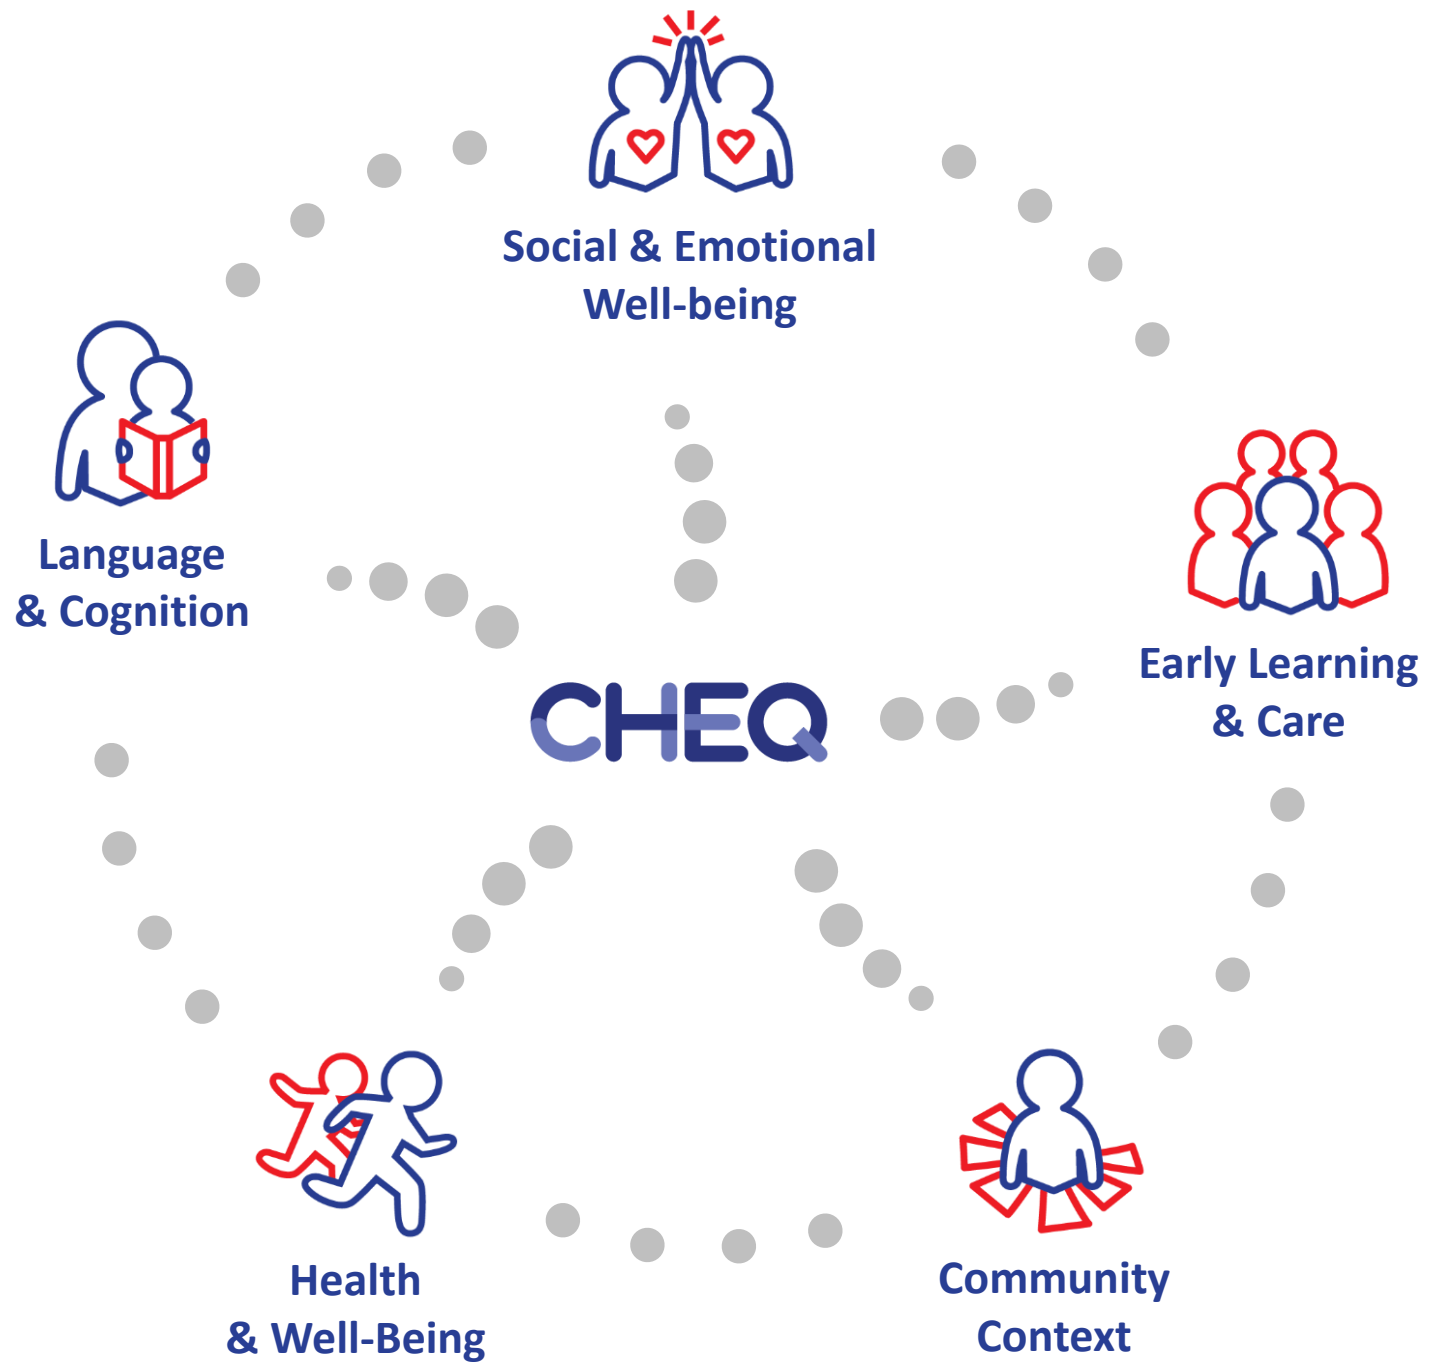 Social & Emotional
Well-being
Language
& Cognition
Early Learning
& Care
CHEQ
Health
& Well-Being
Community
Context